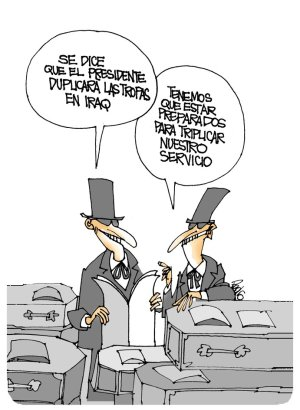 SE DICE
QUE EL PRESIDENTE
DUPLICARÁ LAS TROPAS
EN IRAQ
TENEMOS
QUE ESTAR
PREPARADOS
PARA TRIPLICAR
NUESTRO
SERVICIO